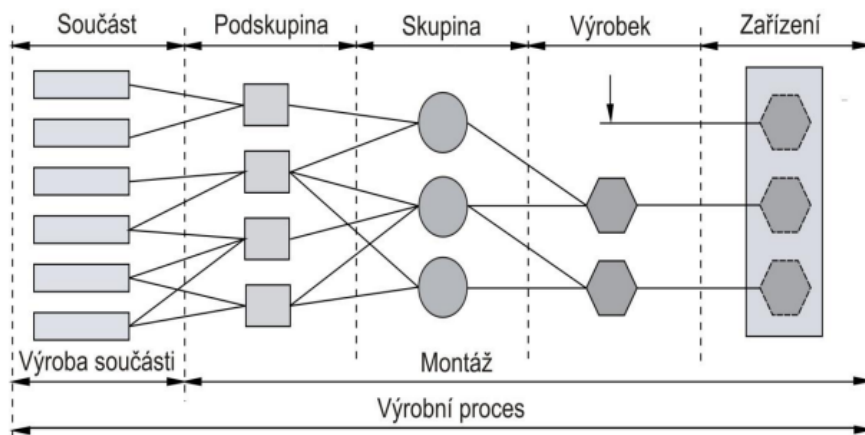 Součást Podskupina Skupina Výrobek Zařízení
Výroba součásti Montáž
Výrobní proces